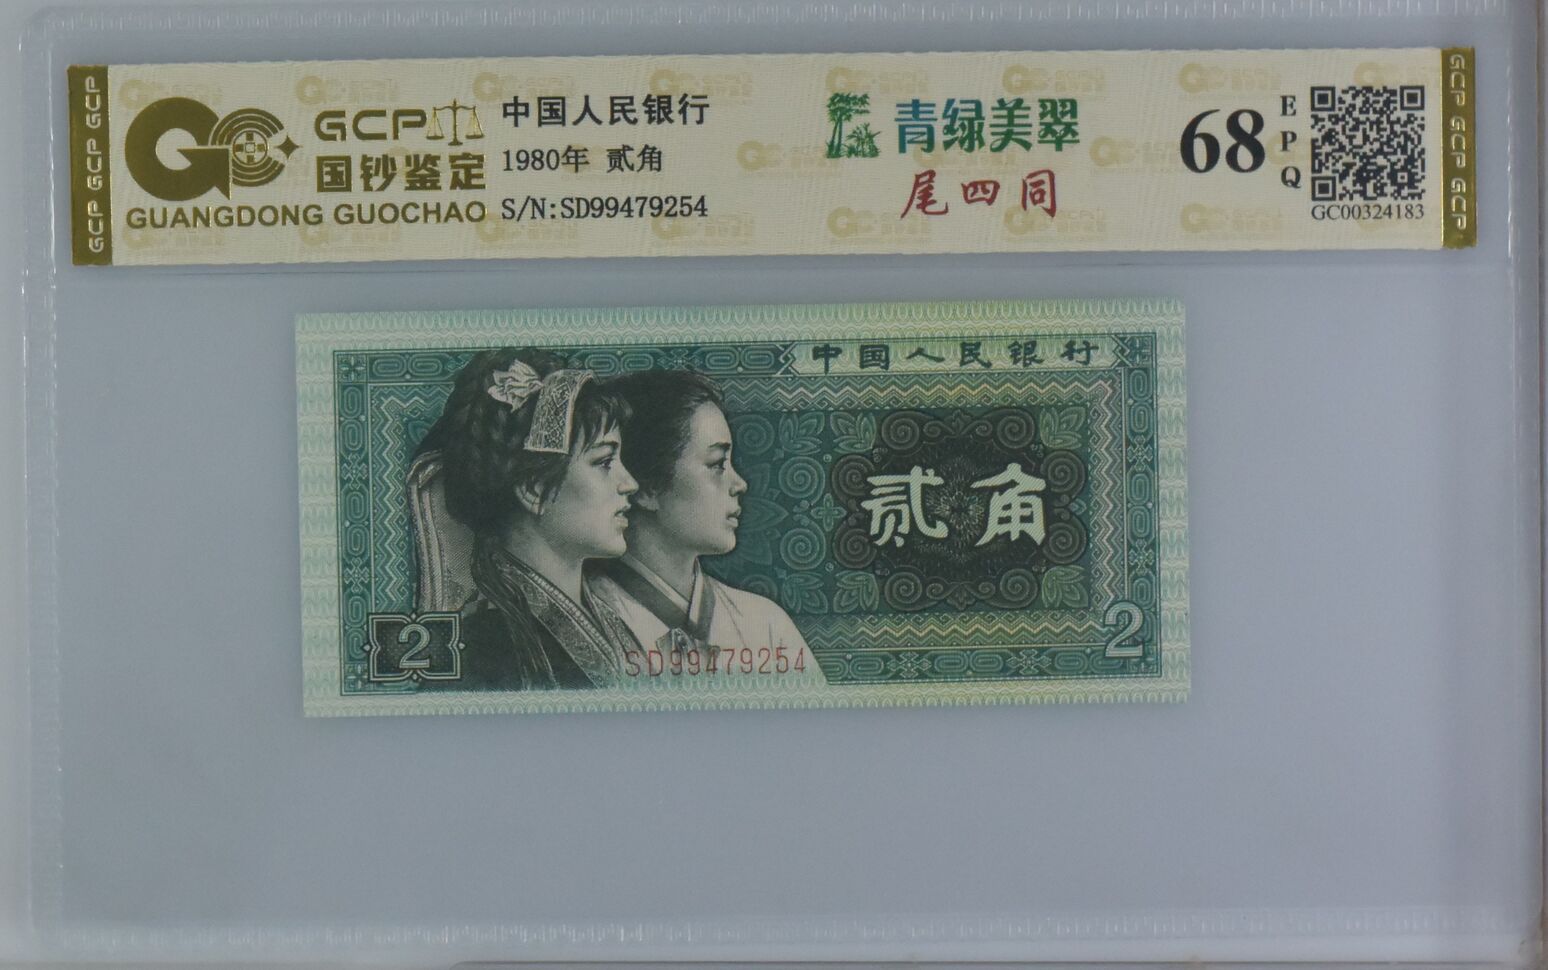 GCP GCP GCP
GCP
国钞鉴定
GUANGDONG GUOCHAO
中国人民银行
1980年 贰角
S/N:SD99479254
青绿美翠
尾四同
68
EPQ
GC00324183
GCP GCP GCP
中国人民银行
贰角
2
2
SD99479254